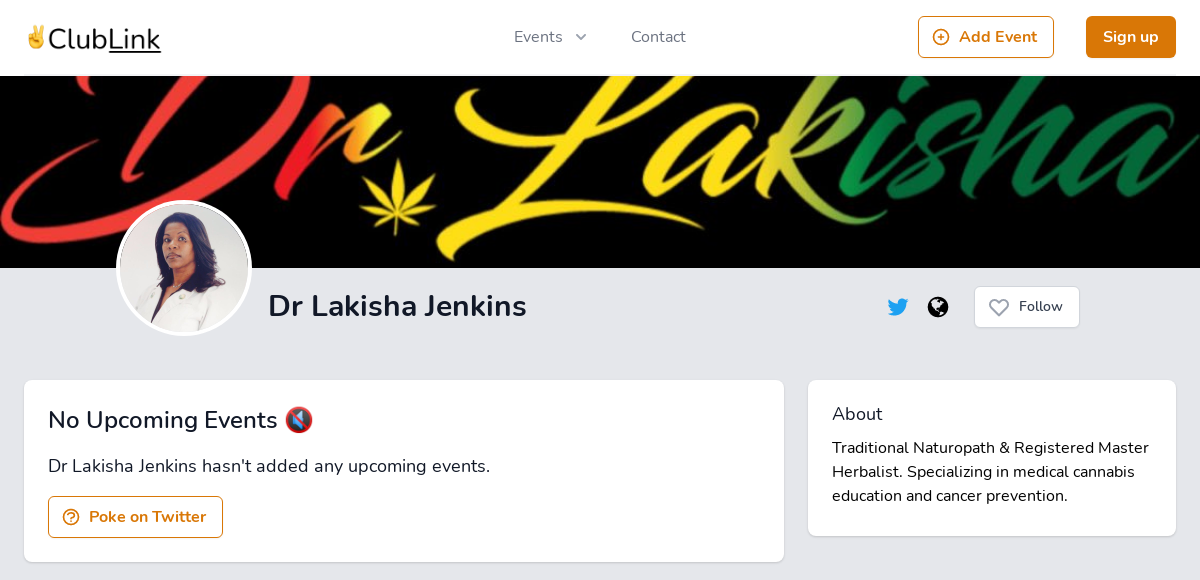 ✌ClubLink
Events
Contact
Add Event
Sign up
Dr Lakisha
Dr Lakisha Jenkins
Follow
No Upcoming Events 🔇
Dr Lakisha Jenkins hasn't added any upcoming events.
Poke on Twitter
About
Traditional Naturopath & Registered Master
Herbalist. Specializing in medical cannabis
education and cancer prevention.